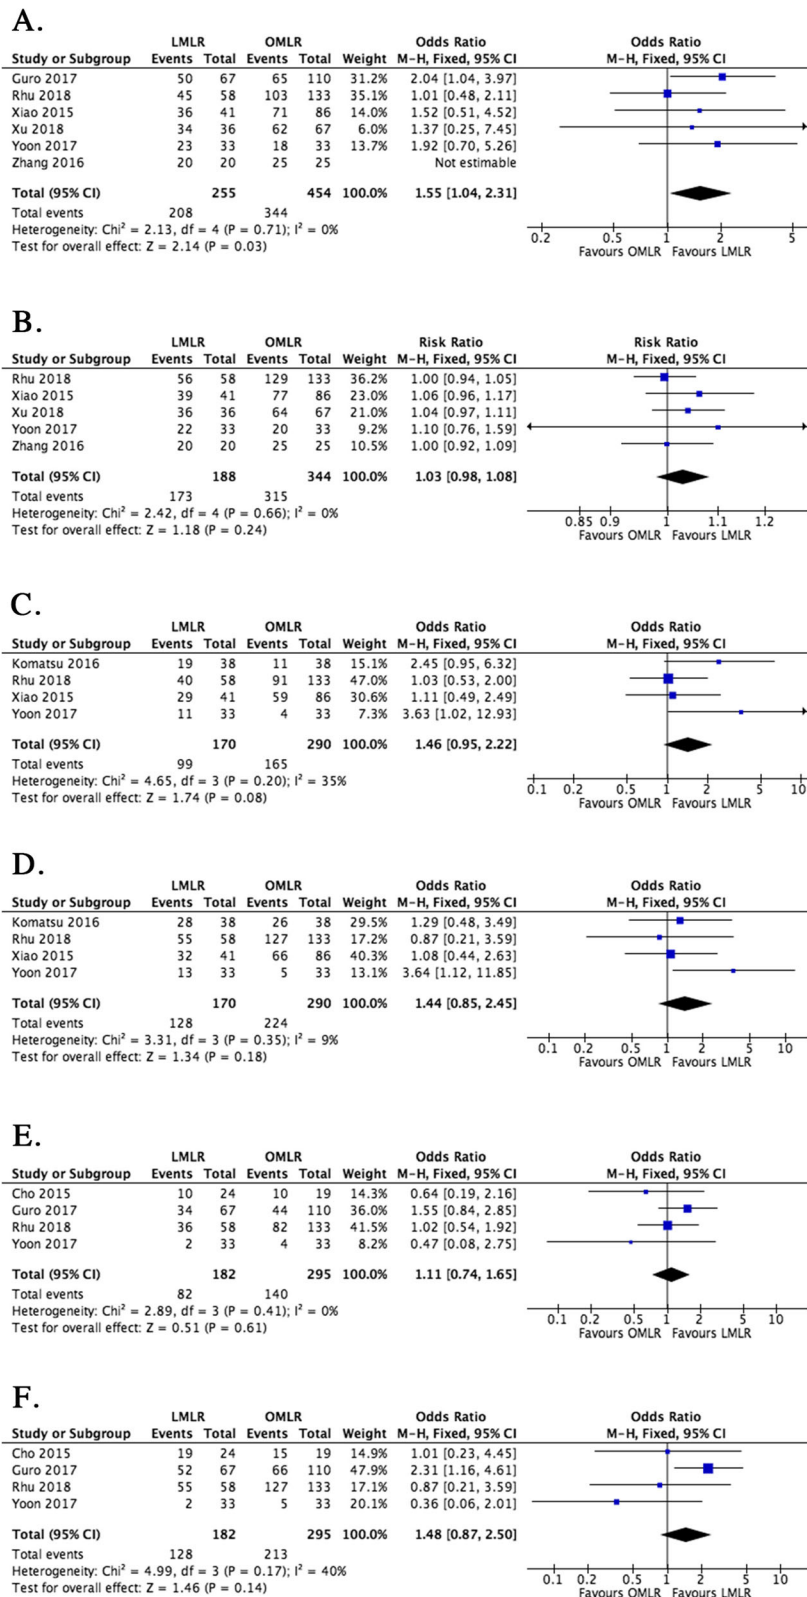 A.
LMLR OMLR Odds Ratio Odds Ratio
Study or Subgroup Events Total Events Total Weight M-H, Fixed, 95% CI M-H, Fixed, 95% CI
Guro 2017 50 67 65 110 31.2% 2.04 [1.04, 3.97]
Rhu 2018 45 58 103 133 35.1% 1.01 [0.48, 2.11]
Xiao 2015 36 41 71 86 14.0% 1.52 [0.51, 4.52]
Xu 2018 34 36 62 67 6.0% 1.37 [0.25, 7.45]
Yoon 2017 23 33 18 33 13.7% 1.92 [0.70, 5.26]
Zhang 2016 20 20 25 25 Not estimable
Total (95% CI) 255 454 100.0% 1.55 [1.04, 2.31]
Total events 208 344
Heterogeneity: Chi² = 2.13, df = 4 (P = 0.71); I² = 0%
Test for overall effect: Z = 2.14 (P = 0.03)
0.2 0.5 1 2 5
Favours OMLR Favours LMLR
B.
LMLR OMLR Risk Ratio Risk Ratio
Study or Subgroup Events Total Events Total Weight M-H, Fixed, 95% CI M-H, Fixed, 95% CI
Rhu 2018 56 58 129 133 36.2% 1.00 [0.94, 1.05]
Xiao 2015 39 41 77 86 23.0% 1.06 [0.96, 1.17]
Xu 2018 36 36 64 67 21.0% 1.04 [0.97, 1.11]
Yoon 2017 22 33 20 33 9.2% 1.10 [0.76, 1.59]
Zhang 2016 20 20 25 25 10.5% 1.00 [0.92, 1.09]
Total (95% CI) 188 344 100.0% 1.03 [0.98, 1.08]
Total events 173 315
Heterogeneity: Chi² = 2.42, df = 4 (P = 0.66); I² = 0%
Test for overall effect: Z = 1.18 (P = 0.24)
0.85 0.9 1 1.1 1.2
Favours OMLR Favours LMLR
C.
LMLR OMLR Odds Ratio Odds Ratio
Study or Subgroup Events Total Events Total Weight M-H, Fixed, 95% CI M-H, Fixed, 95% CI
Komatsu 2016 19 38 11 38 15.1% 2.45 [0.95, 6.32]
Rhu 2018 40 58 91 133 47.0% 1.03 [0.53, 2.00]
Xiao 2015 29 41 59 86 30.6% 1.11 [0.49, 2.49]
Yoon 2017 11 33 4 33 7.3% 3.63 [1.02, 12.93]
Total (95% CI) 170 290 100.0% 1.46 [0.95, 2.22]
Total events 99 165
Heterogeneity: Chi² = 4.65, df = 3 (P = 0.20); I² = 35%
Test for overall effect: Z = 1.74 (P = 0.08)
0.1 0.2 0.5 1 2 5 10
Favours OMLR Favours LMLR
D.
LMLR OMLR Odds Ratio Odds Ratio
Study or Subgroup Events Total Events Total Weight M-H, Fixed, 95% CI M-H, Fixed, 95% CI
Komatsu 2016 28 38 26 38 29.5% 1.29 [0.48, 3.49]
Rhu 2018 55 58 127 133 17.2% 0.87 [0.21, 3.59]
Xiao 2015 32 41 66 86 40.3% 1.08 [0.44, 2.63]
Yoon 2017 13 33 5 33 13.1% 3.64 [1.12, 11.85]
Total (95% CI) 170 290 100.0% 1.44 [0.85, 2.45]
Total events 128 224
Heterogeneity: Chi² = 3.31, df = 3 (P = 0.35); I² = 9%
Test for overall effect: Z = 1.34 (P = 0.18)
0.1 0.2 0.5 1 2 5 10
Favours OMLR Favours LMLR
E.
LMLR OMLR Odds Ratio Odds Ratio
Study or Subgroup Events Total Events Total Weight M-H, Fixed, 95% CI M-H, Fixed, 95% CI
Cho 2015 10 24 10 19 14.3% 0.64 [0.19, 2.16]
Guro 2017 34 67 44 110 36.0% 1.55 [0.84, 2.85]
Rhu 2018 36 58 82 133 41.5% 1.02 [0.54, 1.92]
Yoon 2017 2 33 4 33 8.2% 0.47 [0.08, 2.75]
Total (95% CI) 182 295 100.0% 1.11 [0.74, 1.65]
Total events 82 140
Heterogeneity: Chi² = 2.89, df = 3 (P = 0.41); I² = 0%
Test for overall effect: Z = 0.51 (P = 0.61)
0.1 0.2 0.5 1 2 5 10
Favours OMLR Favours LMLR
F.
LMLR OMLR Odds Ratio Odds Ratio
Study or Subgroup Events Total Events Total Weight M-H, Fixed, 95% CI M-H, Fixed, 95% CI
Cho 2015 19 24 15 19 14.9% 1.01 [0.23, 4.45]
Guro 2017 52 67 66 110 47.9% 2.31 [1.16, 4.61]
Rhu 2018 55 58 127 133 17.1% 0.87 [0.21, 3.59]
Yoon 2017 2 33 5 33 20.1% 0.36 [0.06, 2.01]
Total (95% CI) 182 295 100.0% 1.48 [0.87, 2.50]
Total events 128 213
Heterogeneity: Chi² = 4.99, df = 3 (P = 0.17); I² = 40%
Test for overall effect: Z = 1.46 (P = 0.14)
0.1 0.2 0.5 1 2 5 10
Favours OMLR Favours LMLR